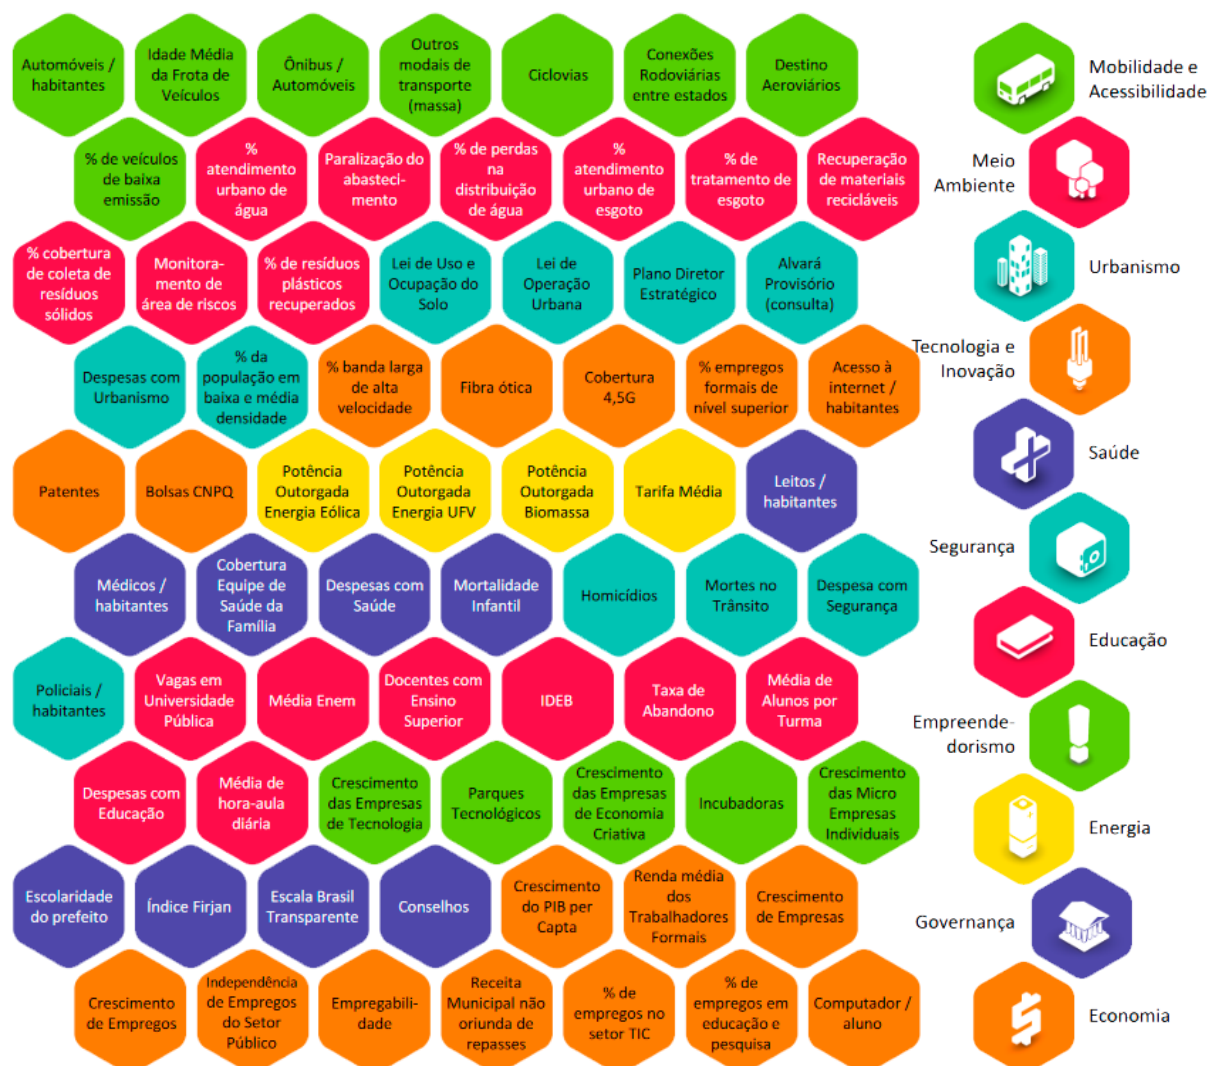 Automóveis /
habitantes
Idade Média
da Frota de
Veículos
Ônibus /
Automóveis
Outros
modais de
transporte
(massa)
Ciclovias
Conexões
Rodoviárias
entre estados
Destino
Aeroviários
Mobilidade e
Acessibilidade
% de veículos
de baixa
emissão
%
atendimento
urbano de
água
Paralização do
abasteci-
mento
% de perdas
na
distribuição
de água
%
atendimento
urbano de
esgoto
% de
tratamento de
esgoto
Recuperação
de materiais
recicláveis
Meio
Ambiente
% cobertura
de coleta de
resíduos
sólidos
Monitora-
mento de
área de riscos
% de resíduos
plásticos
recuperados
Lei de Uso e
Ocupação do
Solo
Lei de
Operação
Urbana
Plano Diretor
Estratégico
Alvará
Provisório
(consulta)
Urbanismo
Despesas com
Urbanismo
% da
população em
baixa e média
densidade
% banda larga
de alta
velocidade
Fibra ótica
Cobertura
4,5G
% empregos
formais de
nível superior
Acesso à
internet /
habitantes
Tecnologia e
Inovação
Patentes
Bolsas CNPQ
Potência
Outorgada
Energia Eólica
Potência
Outorgada
Energia UFV
Potência
Outorgada
Biomassa
Tarifa Média
Leitos /
habitantes
Saúde
Médicos /
habitantes
Cobertura
Equipe de
Saúde da
Família
Despesas com
Saúde
Mortalidade
Infantil
Homicídios
Mortes no
Trânsito
Despesa com
Segurança
Segurança
Policiais /
habitantes
Vagas em
Universidade
Pública
Média Enem
Docentes com
Ensino
Superior
IDEB
Taxa de
Abandono
Média de
Alunos por
Turma
Educação
Despesas com
Educação
Média de
hora-aula
diária
Crescimento
das Empresas
de Tecnologia
Parques
Tecnológicos
Crescimento
das Empresas
de Economia
Criativa
Incubadoras
Crescimento
das Micro
Empresas
Individuais
Empreende-
dorismo
Energia
Escolaridade
do prefeito
Índice Firjan
Escala Brasil
Transparente
Conselhos
Crescimento
do PIB per
Capta
Renda média
dos
Trabalhadores
Formais
Crescimento
de Empresas
Governança
Crescimento
de Empregos
Independência
de Empregos
do Setor
Público
Empregabili-
dade
Receita
Municipal não
oriunda de
repasses
% de
empregos no
setor TIC
% de
empregos em
educação e
pesquisa
Computador /
aluno
Economia